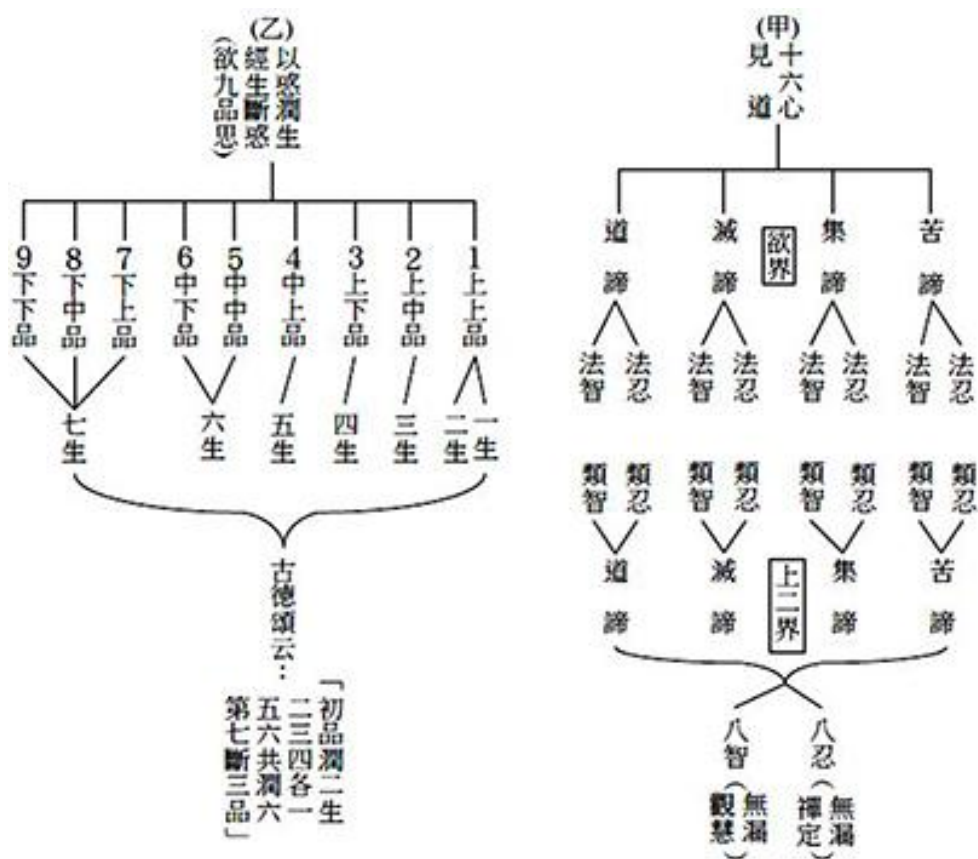 (甲)
十六心
見道
苦諦
集諦
欲界
滅諦
道諦
法忍
法智
法忍
法智
法忍
法智
法忍
法智
類忍
類智
類忍
類智
類忍
類智
類忍
類智
苦諦
集諦
上二界
滅諦
道諦
八忍(無漏禪定)
八智(無漏觀慧)
(乙)
以惑潤生
經生斷惑
(欲九品思)
1上上品
2上中品
3上下品
4中上品
5中中品
6中下品
7下上品
8下中品
9下下品
一生
二生
三生
四生
五生
六生
七生
古德頌云:
「初品潤二生
二三四各一
五六共潤六
第七斷三品」